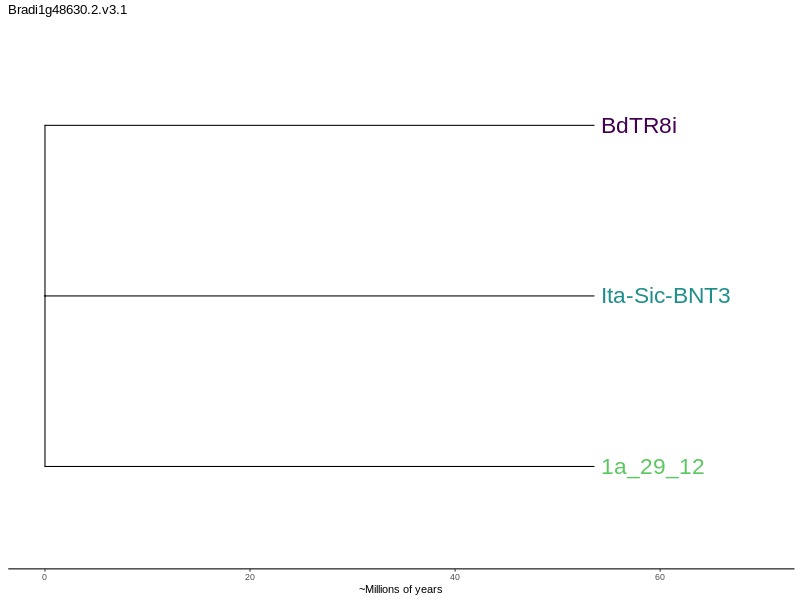 Bradi1g48630.2.v3.1
BdTR8i
Ita-Sic-BNT3
1a_29_12
0 20 40 60
~Millions of years